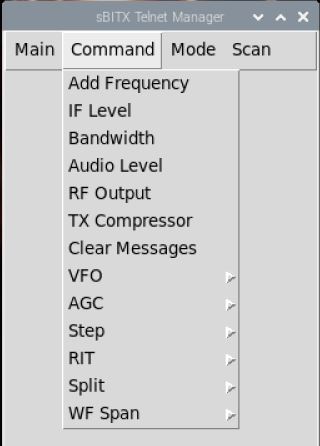 sBITX Telnet Manager
Main Command Mode Scan
Add Frequency
IF Level
Bandwidth
Audio Level
RF Output
TX Compressor
Clear Messages
VFO
AGC
Step
RIT
Split
WF Span